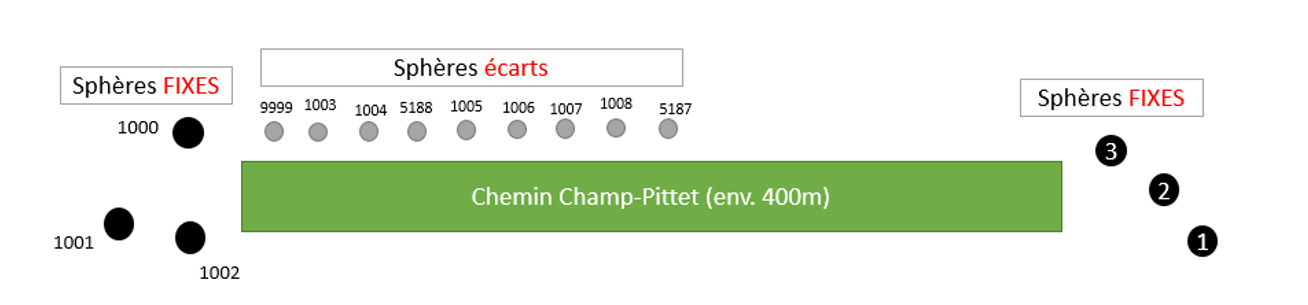 Sphères écarts
Sphères FIXES
Sphères FIXES
9999 1003 1004 5188 1005 1006 1007 1008 5187
1000
3
Chemin Champ-Pittet (env. 400m)
2
1001
1
1002